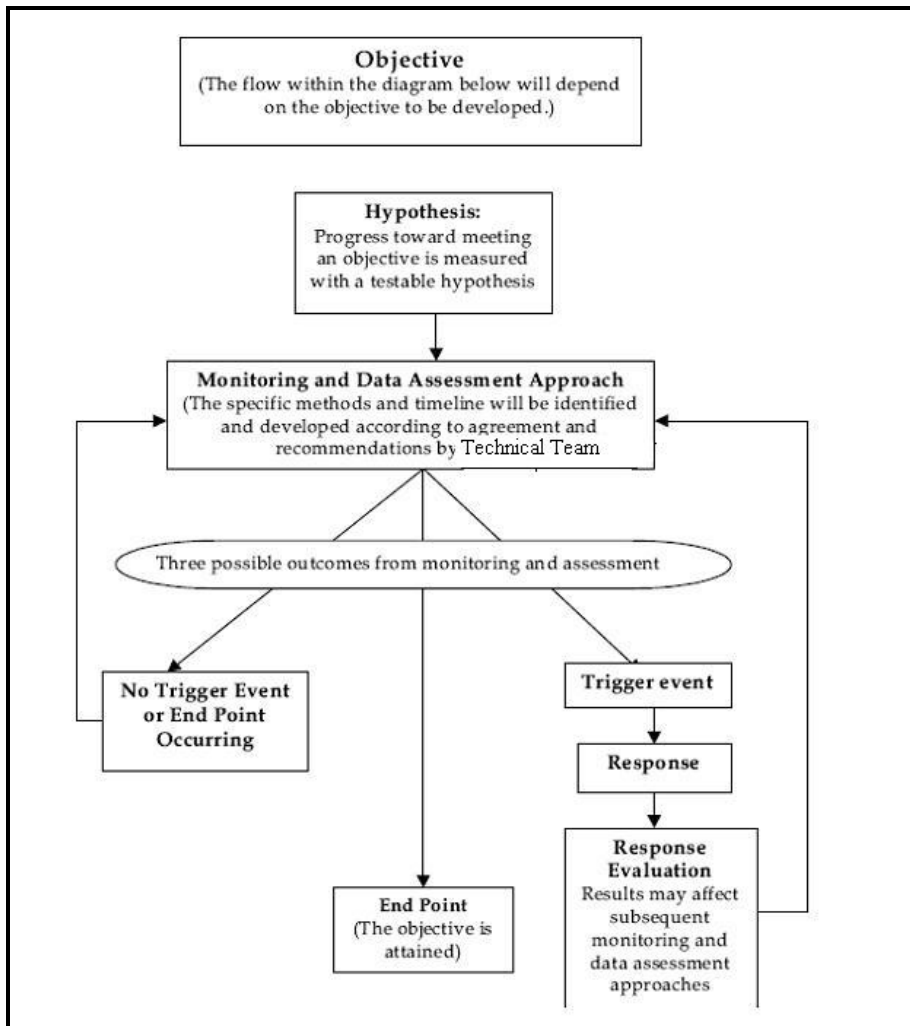 Objective
(The flow within the diagram below will depend
on the objective to be developed.)
Hypothesis:
Progress toward meeting
an objective is measured
with a testable hypothesis
Monitoring and Data Assessment Approach
(The specific methods and timeline will be identified
and developed according to agreement and
recommendations by Technical Team
Three possible outcomes from monitoring and assessment
No Trigger Event
or End Point
Occurring
End Point
(The objective is
attained)
Trigger event
Response
Response
Evaluation
Results may affect
subsequent
monitoring and
data assessment
approaches